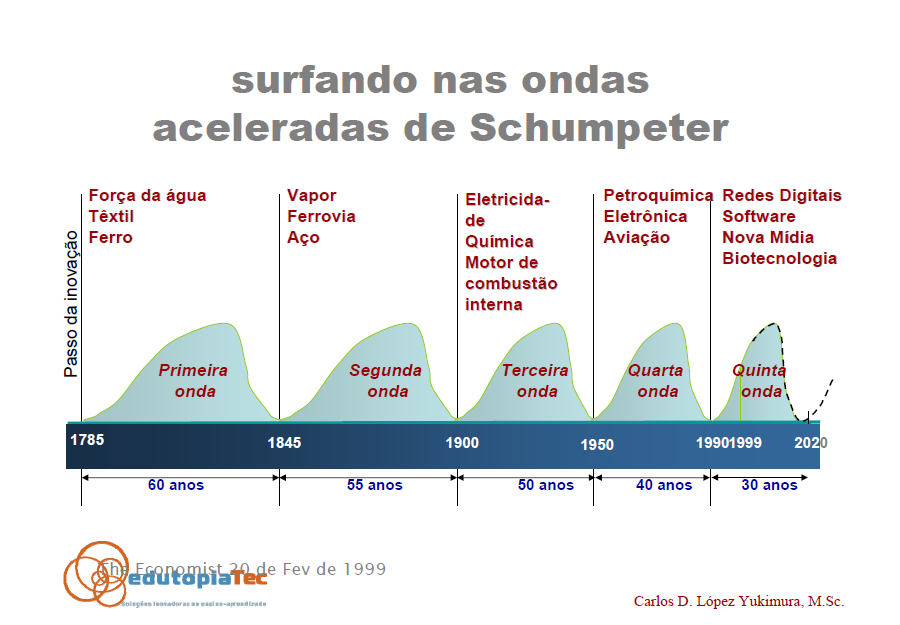 surfando nas ondas
aceleradas de Schumpeter
Passo da inovação
Força da água
Têxtil
Ferro
Vapor
Ferrovia
Aço
Eletricida-
de
Química
Motor de
combustão
interna
Petroquímica
Eletrônica
Aviação
Redes Digitais
Software
Nova Mídia
Biotecnologia
Primeira
onda
Segunda
onda
Terceira
onda
Quarta
onda
Quinta
onda
1785
1845
1900
1950
1990
1999
2020
60 anos
55 anos
50 anos
40 anos
30 anos
The Economist 20 de Fev de 1999
edutopiaTec
Carlos D. López Yukimura, M.Sc.